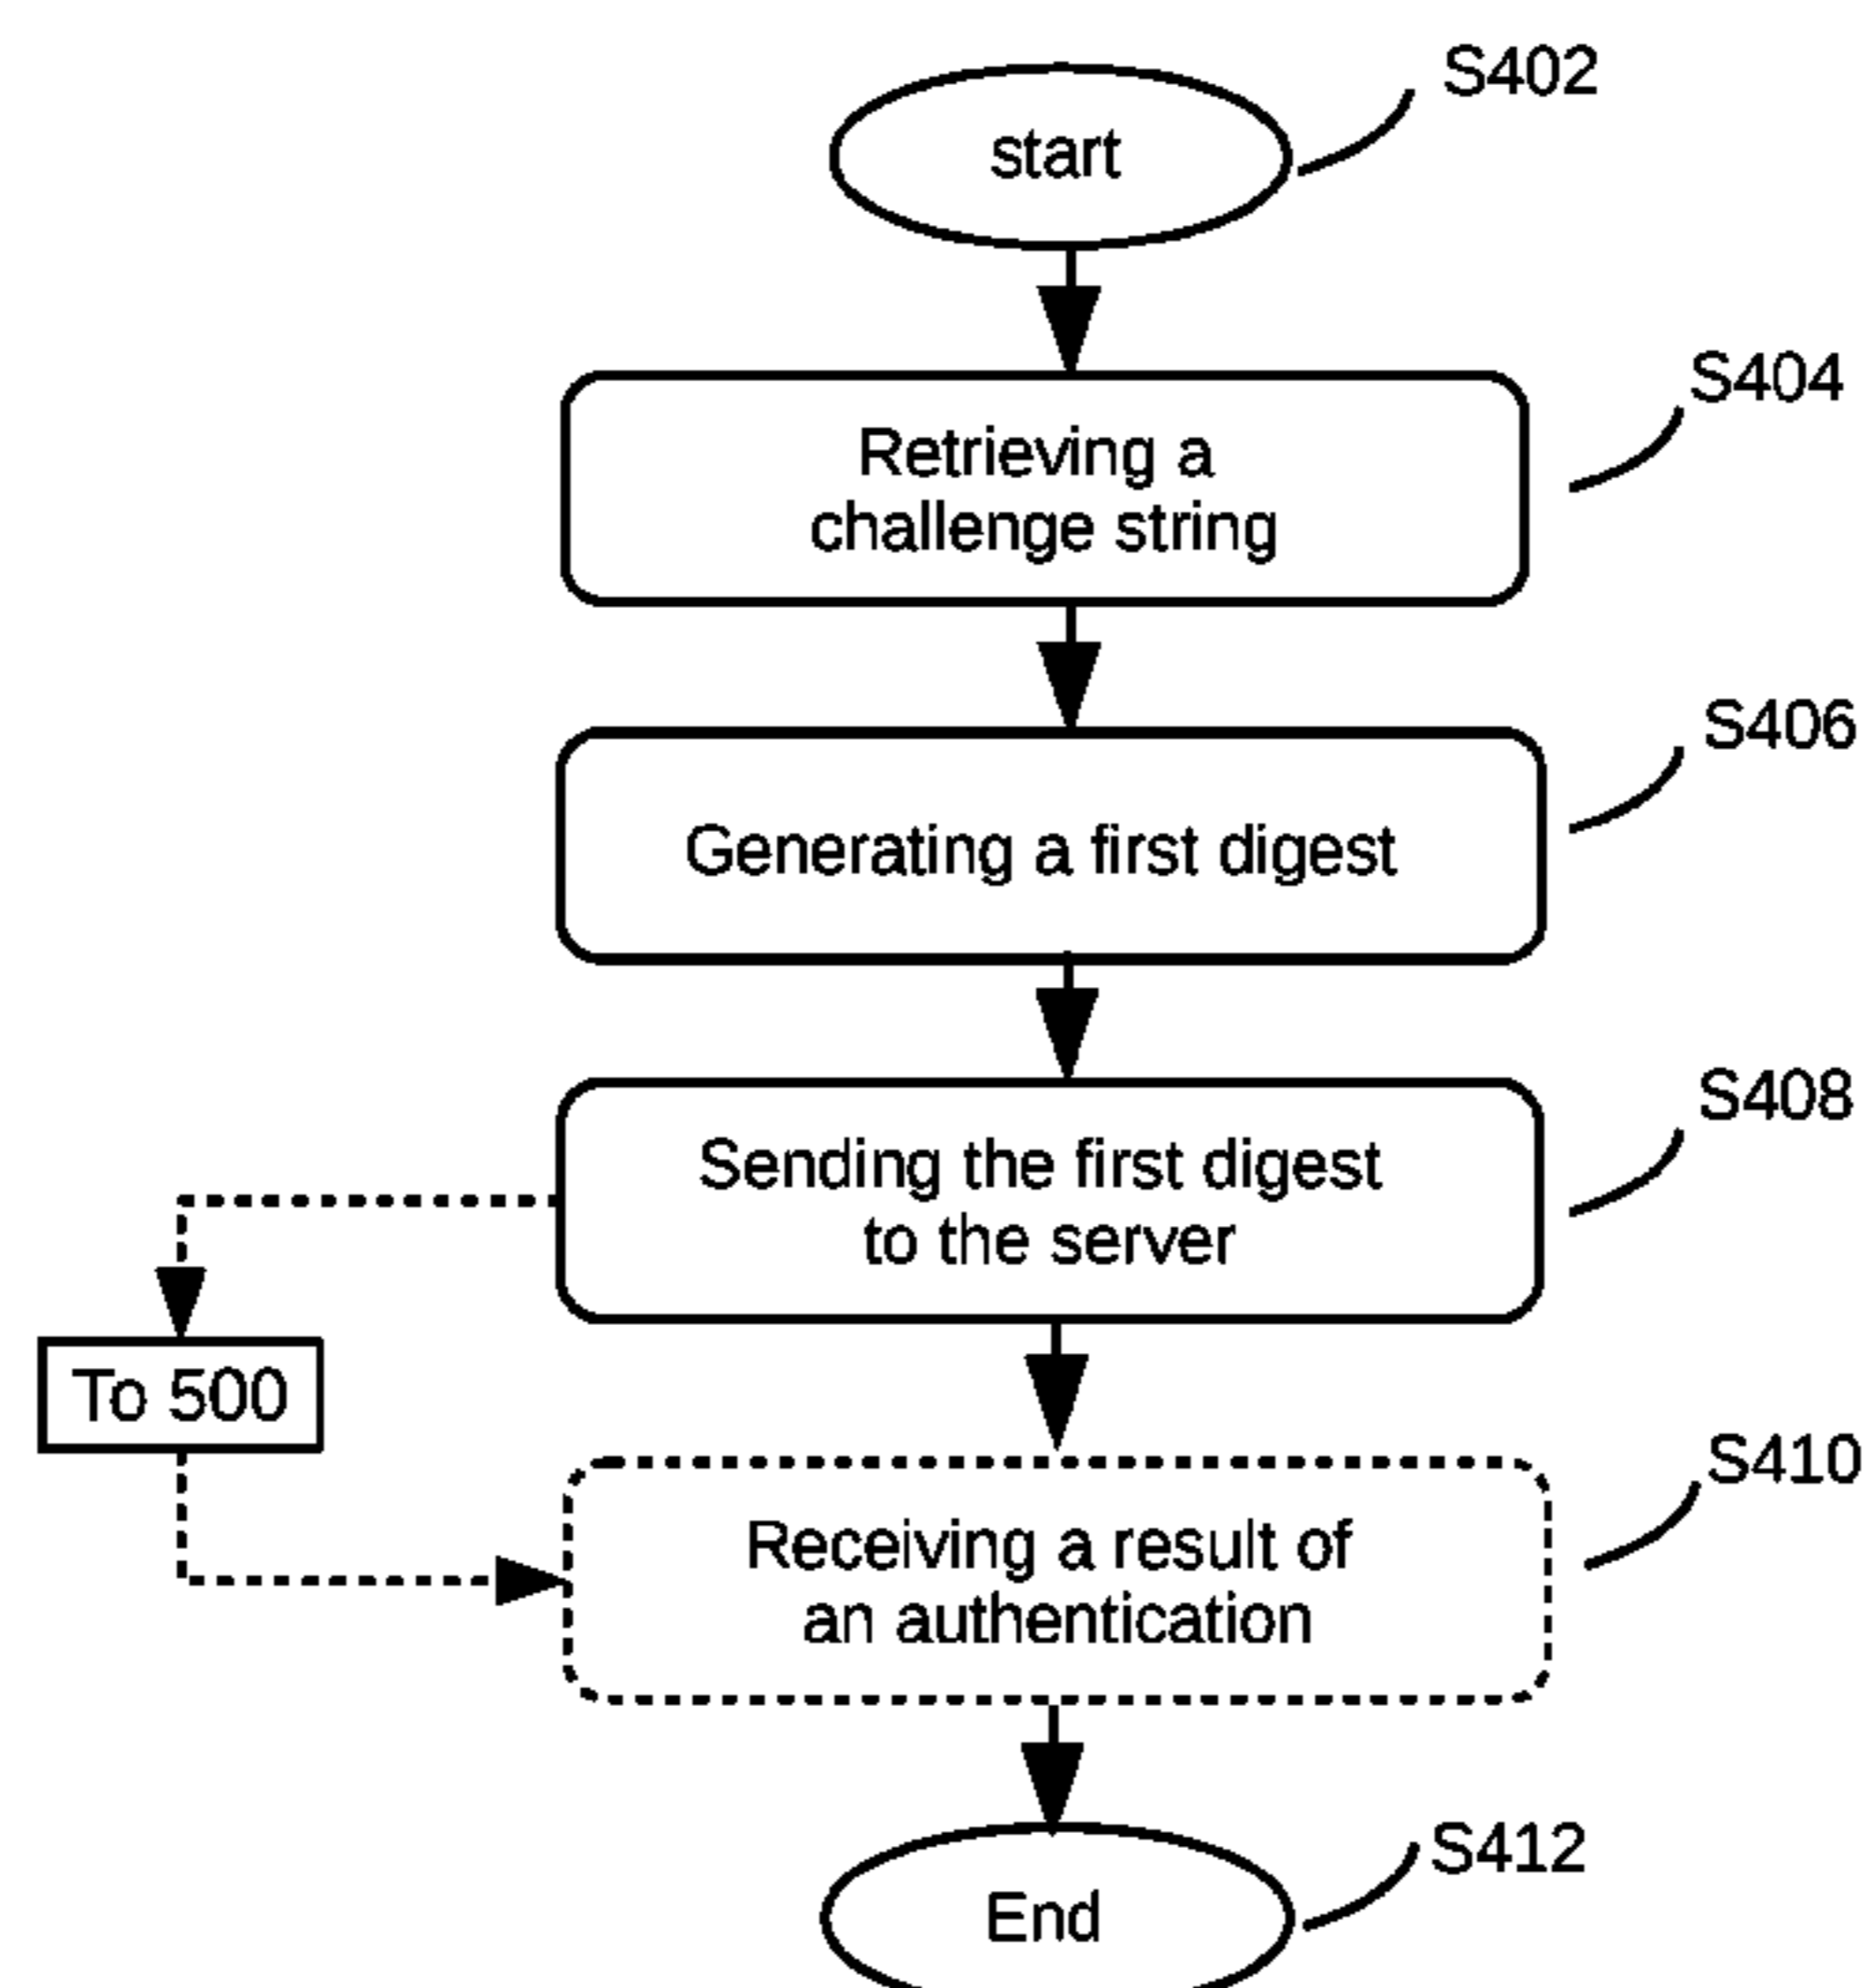 S402
start
S404
Retrieving a
challenge string
S406
Generating a first digest
S408
Sending the first digest
to the server
To 500
S410
Receiving a result of
an authentication
S412
End